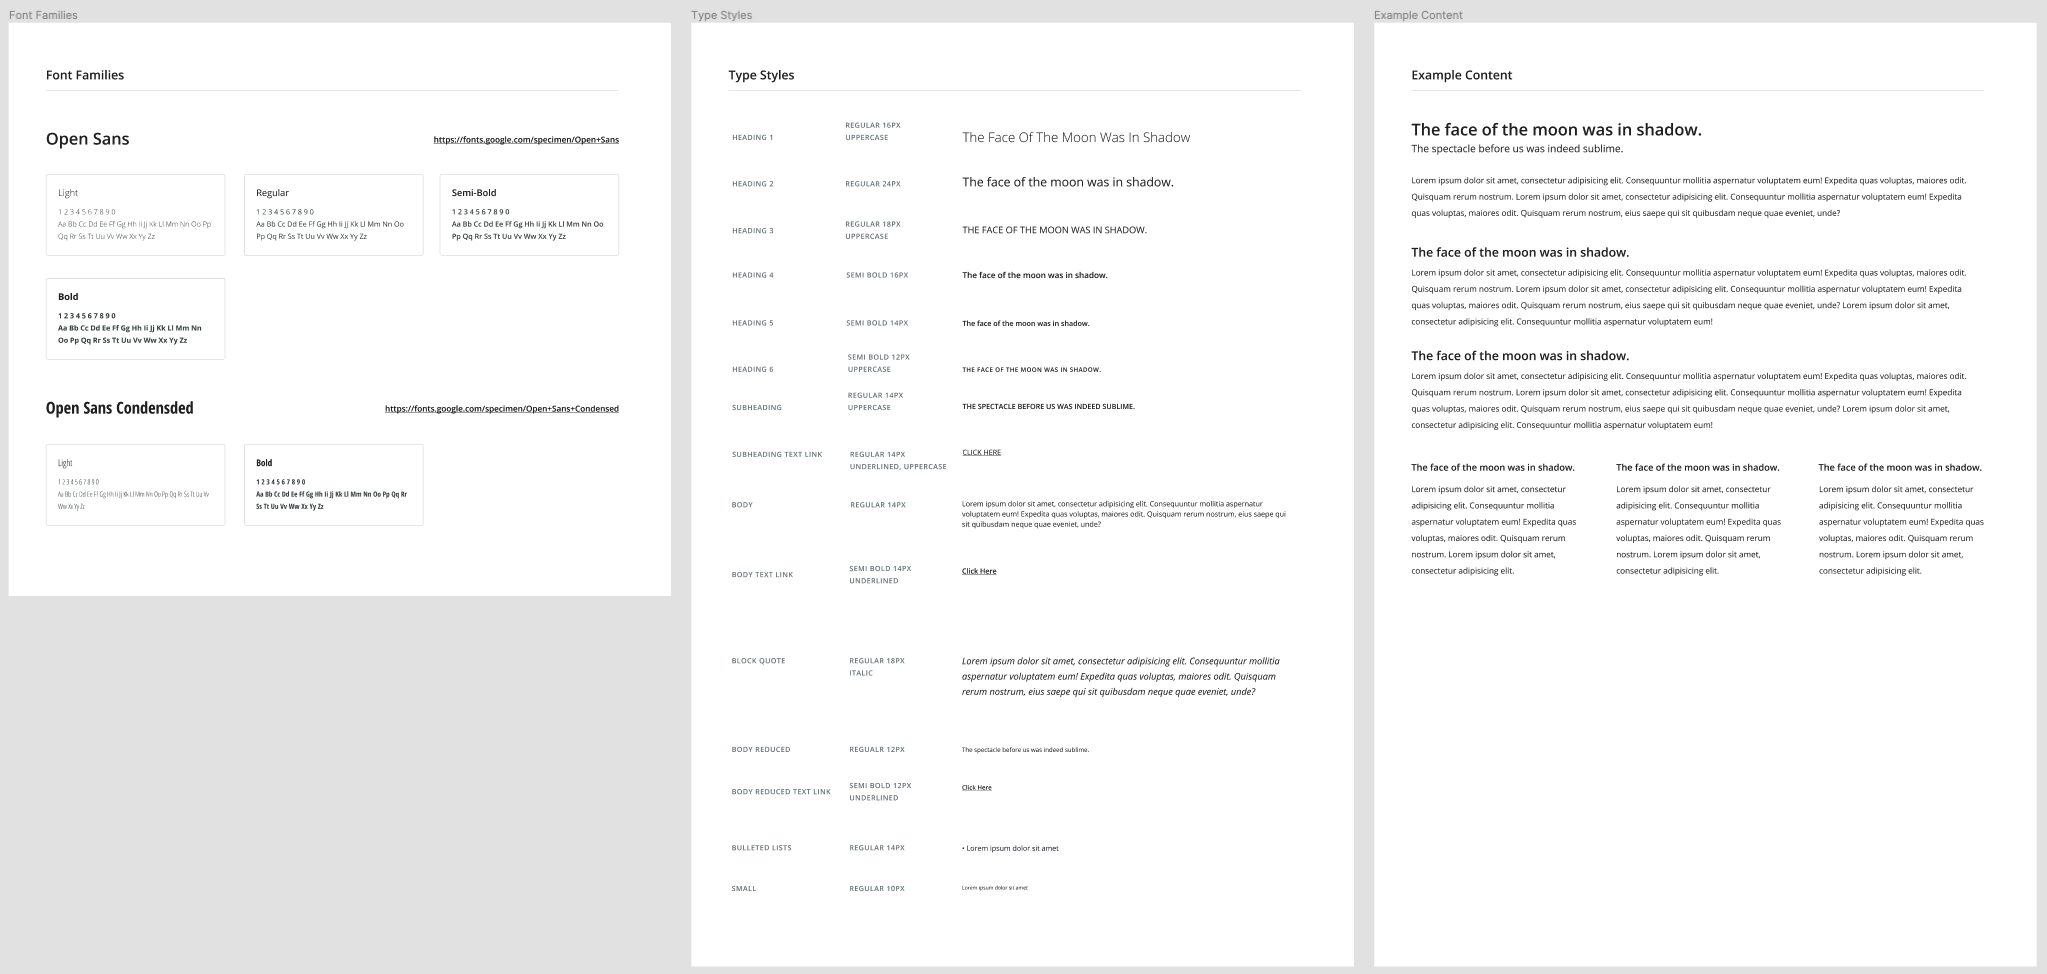 Font Families
Font Families
Open Sans
https://fonts.google.com/specimen/Open+Sans
Light
1 2 3 4 5 6 7 8 9 0
Aa Bb Cc Dd Ee Ff Gg Hh Ii Jj Kk Ll Mm Nn Oo Pp
Qq Rr Ss Tt Uu Vv Ww Xx Yy Zz
Regular
1 2 3 4 5 6 7 8 9 0
Aa Bb Cc Dd Ee Ff Gg Hh Ii Jj Kk Ll Mm Nn Oo
Pp Qq Rr Ss Tt Uu Vv Ww Xx Yy Zz
Semi-Bold
1 2 3 4 5 6 7 8 9 0
Aa Bb Cc Dd Ee Ff Gg Hh Ii Jj Kk Ll Mm Nn Oo
Pp Qq Rr Ss Tt Uu Vv Ww Xx Yy Zz
Bold
1 2 3 4 5 6 7 8 9 0
Aa Bb Cc Dd Ee Ff Gg Hh Ii Jj Kk Ll Mm Nn
Oo Pp Qq Rr Ss Tt Uu Vv Ww Xx Yy Zz
Open Sans Condensded
https://fonts.google.com/specimen/Open+Sans+Condensed
Light
1 2 3 4 5 6 7 8 9 0
Aa Bb Cc Dd Ee Ff Gg Hh Ii Jj Kk Ll Mm Nn Oo Pp Qq Rr Ss Tt Uu Vv
Ww Xx Yy Zz
Bold
1 2 3 4 5 6 7 8 9 0
Aa Bb Cc Dd Ee Ff Gg Hh Ii Jj Kk Ll Mm Nn Oo Pp Qq Rr
Ss Tt Uu Vv Ww Xx Yy Zz
Type Styles
Type Styles
HEADING 1
REGULAR 16PX
UPPERCASE
The Face Of The Moon Was In Shadow
HEADING 2
REGULAR 24PX
The face of the moon was in shadow.
HEADING 3
REGULAR 18PX
UPPERCASE
THE FACE OF THE MOON WAS IN SHADOW.
HEADING 4
SEMI BOLD 16PX
The face of the moon was in shadow.
HEADING 5
SEMI BOLD 14PX
The face of the moon was in shadow.
HEADING 6
SEMI BOLD 12PX
UPPERCASE
THE FACE OF THE MOON WAS IN SHADOW.
SUBHEADING
REGULAR 14PX
UPPERCASE
THE SPECTACLE BEFORE US WAS INDEED SUBLIME.
SUBHEADING TEXT LINK
REGULAR 14PX
UNDERLINED, UPPERCASE
CLICK HERE
BODY
REGULAR 14PX
Lorem ipsum dolor sit amet, consectetur adipisicing elit. Consequuntur mollitia aspernatur
voluptatem eum! Expedita quas voluptas, maiores odit. Quisquam rerum nostrum, eius saepe qui
sit quibusdam neque quae eveniet, unde?
BODY TEXT LINK
SEMI BOLD 14PX
UNDERLINED
Click Here
BLOCK QUOTE
REGULAR 18PX
ITALIC
Lorem ipsum dolor sit amet, consectetur adipisicing elit. Consequuntur mollitia
aspernatur voluptatem eum! Expedita quas voluptas, maiores odit. Quisquam
rerum nostrum, eius saepe qui sit quibusdam neque quae eveniet, unde?
BODY REDUCED
REGUALR 12PX
The spectacle before us was indeed sublime.
BODY REDUCED TEXT LINK
SEMI BOLD 12PX
UNDERLINED
Click Here
BULLETED LISTS
REGULAR 14PX
• Lorem ipsum dolor sit amet
SMALL
REGULAR 10PX
Lorem ipsum dolor sit amet
Example Content
Example Content
The face of the moon was in shadow.
The spectacle before us was indeed sublime.
Lorem ipsum dolor sit amet, consectetur adipisicing elit. Consequuntur mollitia aspernatur voluptatem eum! Expedita quas voluptas, maiores odit.
Quisquam rerum nostrum. Lorem ipsum dolor sit amet, consectetur adipisicing elit. Consequuntur mollitia aspernatur voluptatem eum! Expedita
quas voluptas, maiores odit. Quisquam rerum nostrum, eius saepe qui sit quibusdam neque quae eveniet, unde?
The face of the moon was in shadow.
Lorem ipsum dolor sit amet, consectetur adipisicing elit. Consequuntur mollitia aspernatur voluptatem eum! Expedita quas voluptas, maiores odit.
Quisquam rerum nostrum. Lorem ipsum dolor sit amet, consectetur adipisicing elit. Consequuntur mollitia aspernatur voluptatem eum! Expedita
quas voluptas, maiores odit. Quisquam rerum nostrum, eius saepe qui sit quibusdam neque quae eveniet, unde? Lorem ipsum dolor sit amet,
consectetur adipisicing elit. Consequuntur mollitia aspernatur voluptatem eum!
The face of the moon was in shadow.
Lorem ipsum dolor sit amet, consectetur adipisicing elit. Consequuntur mollitia aspernatur voluptatem eum! Expedita quas voluptas, maiores odit.
Quisquam rerum nostrum. Lorem ipsum dolor sit amet, consectetur adipisicing elit. Consequuntur mollitia aspernatur voluptatem eum! Expedita
quas voluptas, maiores odit. Quisquam rerum nostrum, eius saepe qui sit quibusdam neque quae eveniet, unde? Lorem ipsum dolor sit amet,
consectetur adipisicing elit. Consequuntur mollitia aspernatur voluptatem eum!
The face of the moon was in shadow.
Lorem ipsum dolor sit amet, consectetur
adipisicing elit. Consequuntur mollitia
aspernatur voluptatem eum! Expedita quas
voluptas, maiores odit. Quisquam rerum
nostrum. Lorem ipsum dolor sit amet,
consectetur adipisicing elit.
The face of the moon was in shadow.
Lorem ipsum dolor sit amet, consectetur
adipisicing elit. Consequuntur mollitia
aspernatur voluptatem eum! Expedita quas
voluptas, maiores odit. Quisquam rerum
nostrum. Lorem ipsum dolor sit amet,
consectetur adipisicing elit.
The face of the moon was in shadow.
Lorem ipsum dolor sit amet, consectetur
adipisicing elit. Consequuntur mollitia
aspernatur voluptatem eum! Expedita quas
voluptas, maiores odit. Quisquam rerum
nostrum. Lorem ipsum dolor sit amet,
consectetur adipisicing elit.